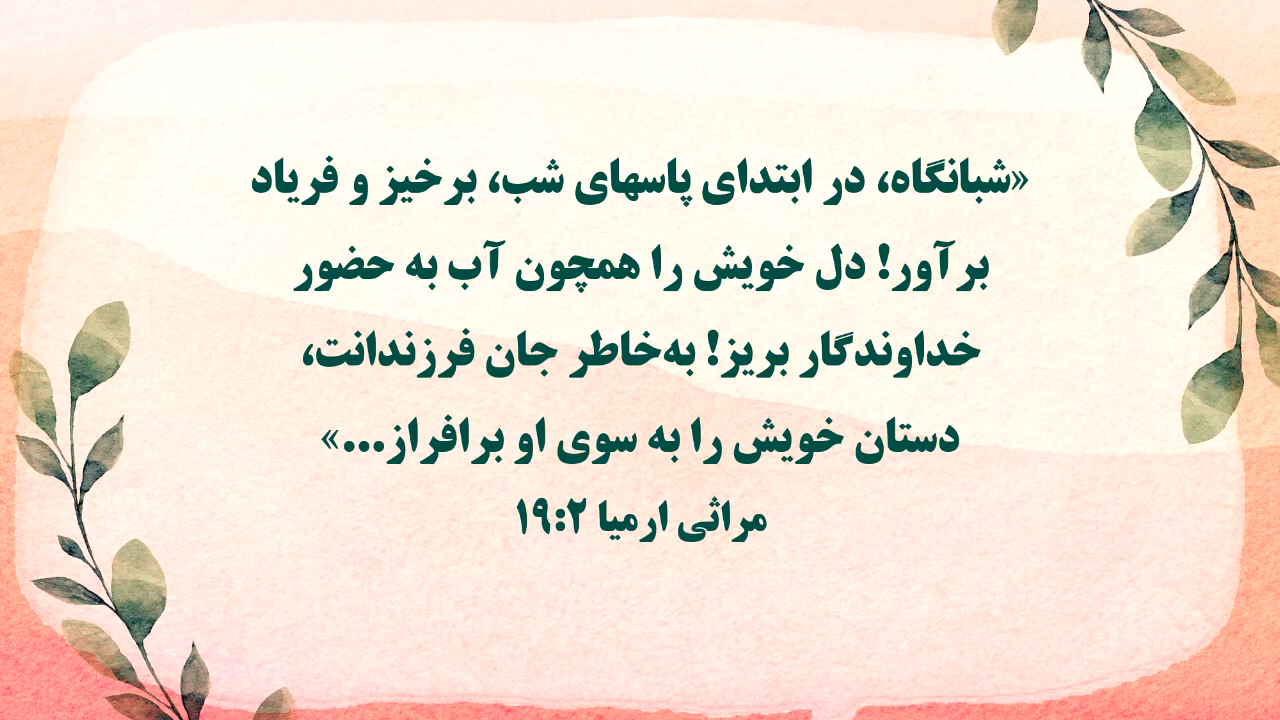 «شبانگاه، در ابتدای پاسهای شب، برخیز و فریاد
برآور! دل خویش را همچون آب به حضور
خداوندگار بریز! به‌خاطر جان فرزندانت،
دستان خویش را به سوی او برافراز...»
مراثی ارمیا ۱۹:۲